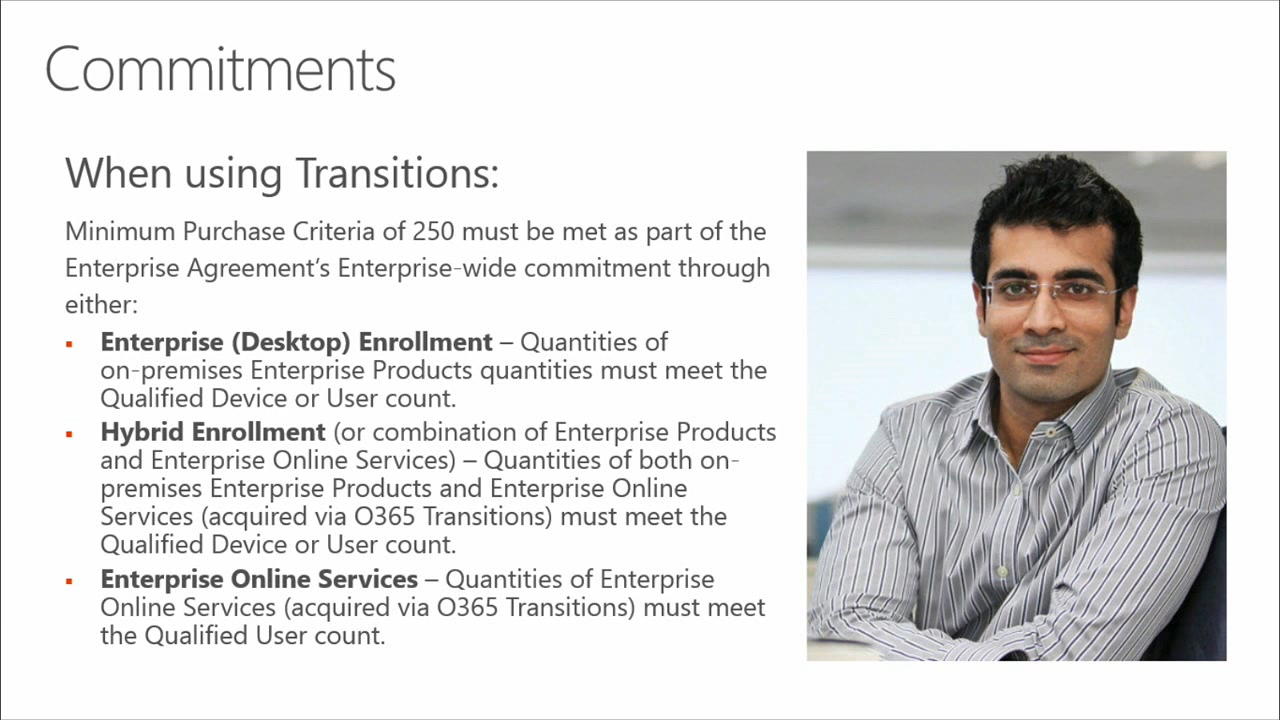 Commitments
When using Transitions:
Minimum Purchase Criteria of 250 must be met as part of the
Enterprise Agreement's Enterprise-wide commitment through
either:
▪ Enterprise (Desktop) Enrollment – Quantities of
on-premises Enterprise Products quantities must meet the
Qualified Device or User count.
▪ Hybrid Enrollment (or combination of Enterprise Products
and Enterprise Online Services) – Quantities of both on-
premises Enterprise Products and Enterprise Online
Services (acquired via O365 Transitions) must meet the
Qualified Device or User count.
▪ Enterprise Online Services – Quantities of Enterprise
Online Services (acquired via O365 Transitions) must meet
the Qualified User count.